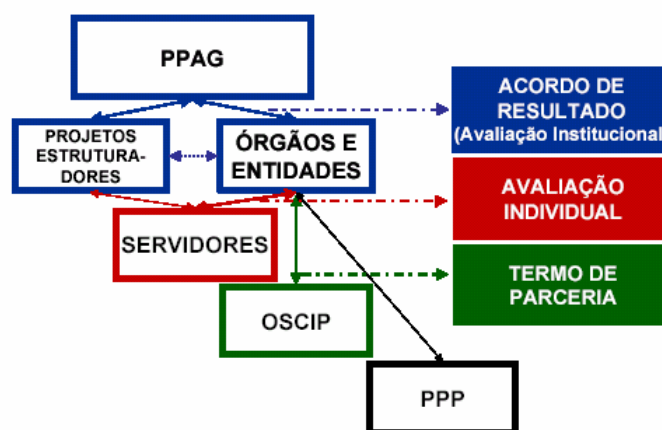 PPAG
PROJETOS
ESTRUTURA-
DORES
ÓRGÃOS E
ENTIDADES
SERVIDORES
OSCIP
PPP
ACORDO DE
RESULTADO
(Avaliação Institucional)
AVALIAÇÃO
INDIVIDUAL
TERMO DE
PARCERIA